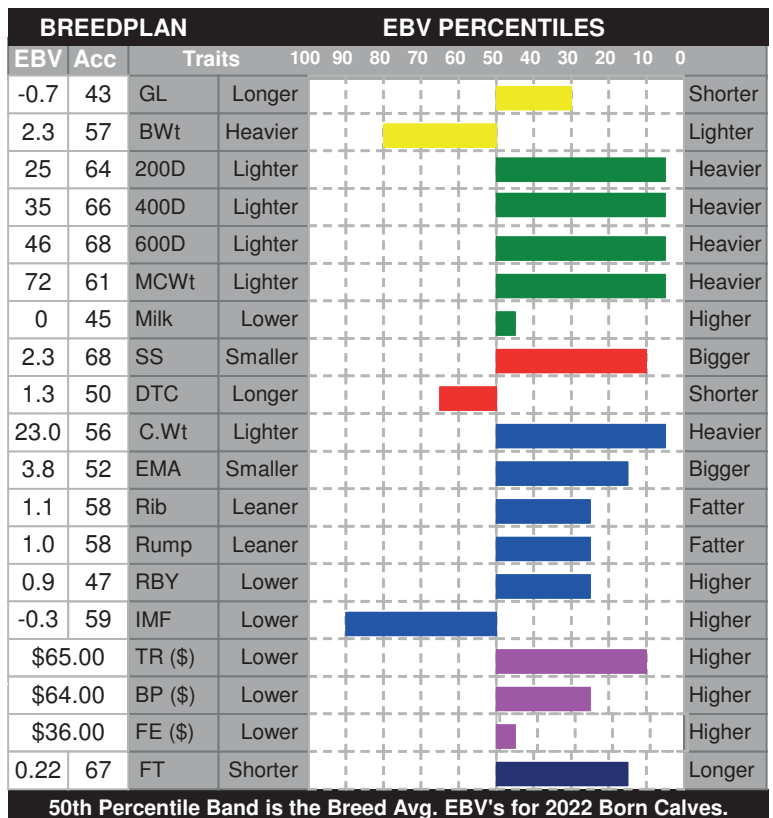 BREEDPLAN EBV PERCENTILES
EBV Acc Traits 100 90 80 70 60 50 40 30 20 10 0
-0.7 43 GL Longer Shorter
2.3 57 BWt Heavier Lighter
25 64 200D Lighter Heavier
35 66 400D Lighter Heavier
46 68 600D Lighter Heavier
72 61 MCWt Lighter Heavier
0 45 Milk Lower Higher
2.3 68 SS Smaller Bigger
1.3 50 DTC Longer Shorter
23.0 56 C.Wt Lighter Heavier
3.8 52 EMA Smaller Bigger
1.1 58 Rib Leaner Fatter
1.0 58 Rump Leaner Fatter
0.9 47 RBY Lower Higher
-0.3 59 IMF Lower Higher
$65.00 TR ($) Lower Higher
$64.00 BP ($) Lower Higher
$36.00 FE ($) Lower Higher
0.22 67 FT Shorter Longer
50th Percentile Band is the Breed Avg. EBV's for 2022 Born Calves.